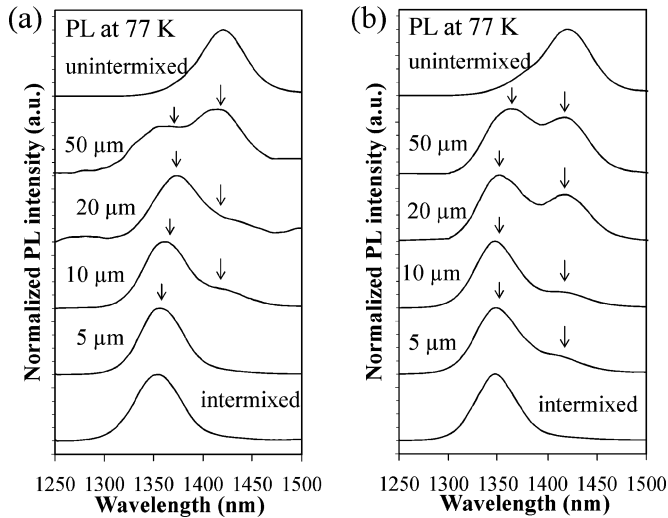 (a)
PL at 77 K
unintermixed
50 µm
20 µm
10 µm
5 µm
intermixed
Normalized PL intensity (a.u.)
1250 1300 1350 1400 1450 1500
Wavelength (nm)
(b)
PL at 77 K
unintermixed
50 µm
20 µm
10 µm
5 µm
intermixed
Normalized PL intensity (a.u.)
1250 1300 1350 1400 1450 1500
Wavelength (nm)